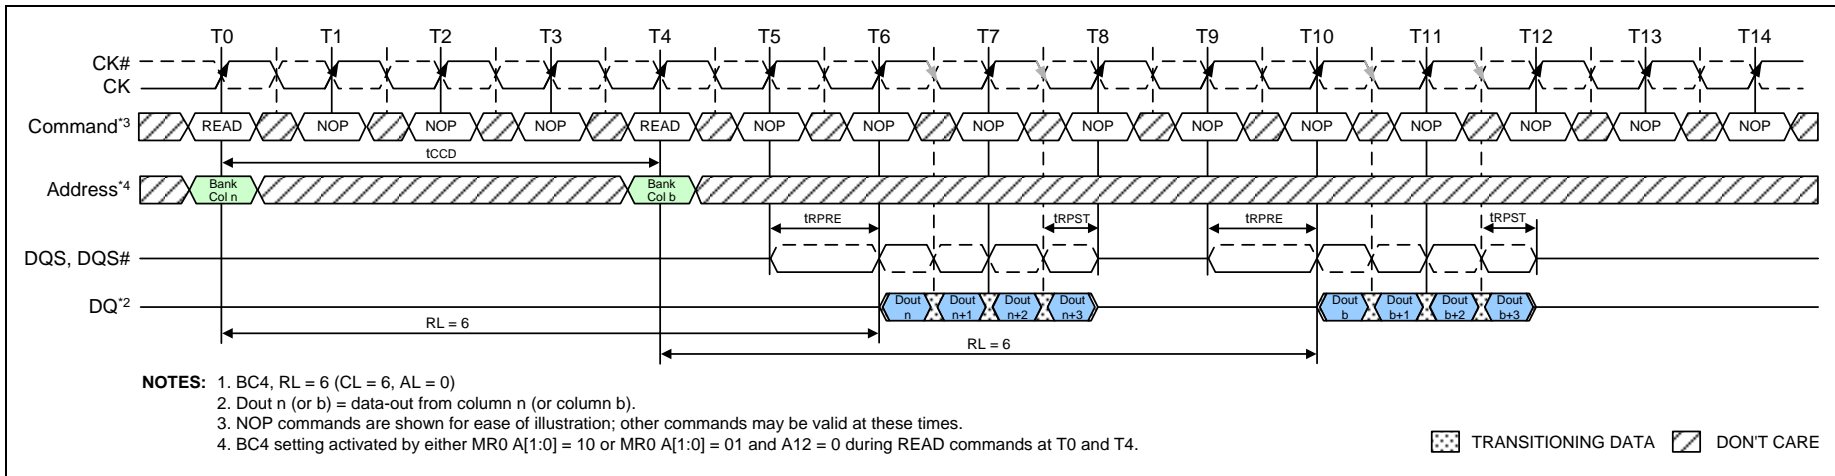 T0 T1 T2 T3 T4 T5 T6 T7 T8 T9 T10 T11 T12 T13 T14
CK#
CK
Command*3 READ NOP NOP NOP READ NOP NOP NOP NOP NOP NOP NOP NOP NOP NOP
tCCD
Address*4 Bank Col n Bank Col b
tRPRE tRPST tRPRE tRPST
DQS, DQS#
DQ*2 Dout n Dout n+1 Dout n+2 Dout n+3 Dout b Dout b+1 Dout b+2 Dout b+3
RL = 6
RL = 6
NOTES: 1. BC4, RL = 6 (CL = 6, AL = 0)
2. Dout n (or b) = data-out from column n (or column b).
3. NOP commands are shown for ease of illustration; other commands may be valid at these times.
4. BC4 setting activated by either MR0 A[1:0] = 10 or MR0 A[1:0] = 01 and A12 = 0 during READ commands at T0 and T4.
TRANSITIONING DATA DON'T CARE